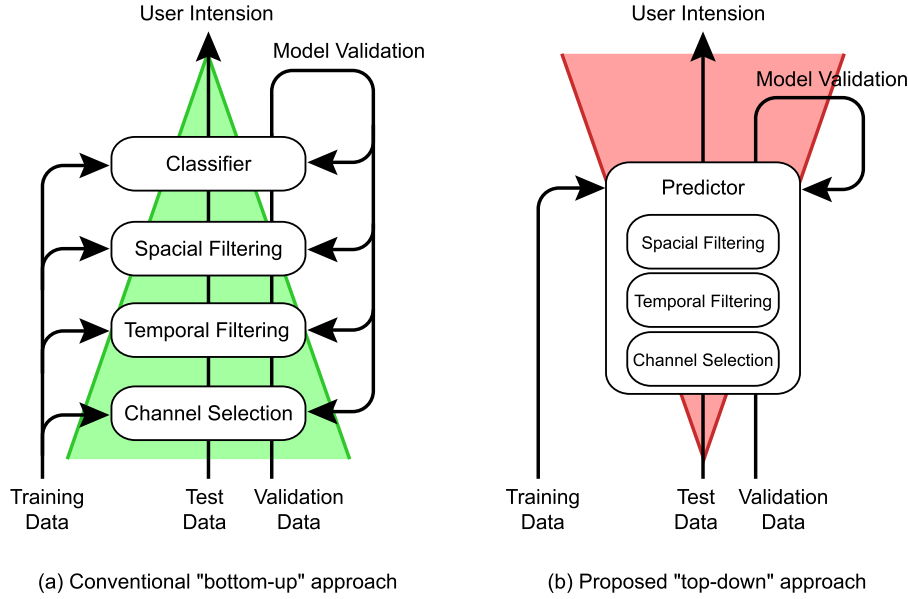 User Intension
Model Validation
Classifier
Spacial Filtering
Temporal Filtering
Channel Selection
Training
Data
Test
Data
Validation
Data
(a) Conventional "bottom-up" approach
User Intension
Model Validation
Predictor
Spacial Filtering
Temporal Filtering
Channel Selection
Training
Data
Test
Data
Validation
Data
(b) Proposed "top-down" approach